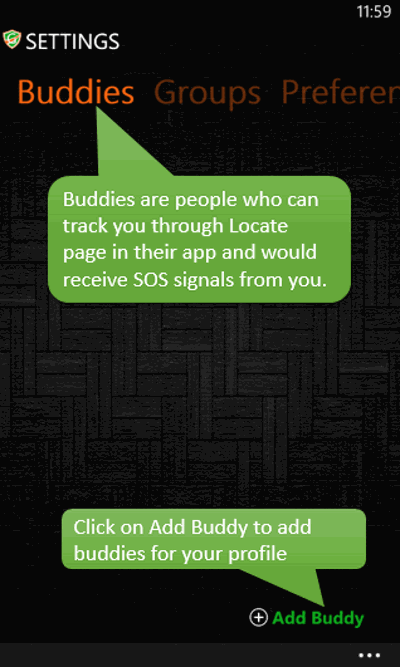 11:59
SETTINGS
Buddies Groups Preferen
Buddies are people who can
track you through Locate
page in their app and would
receive SOS signals from you.
Click on Add Buddy to add
buddies for your profile
Add Buddy